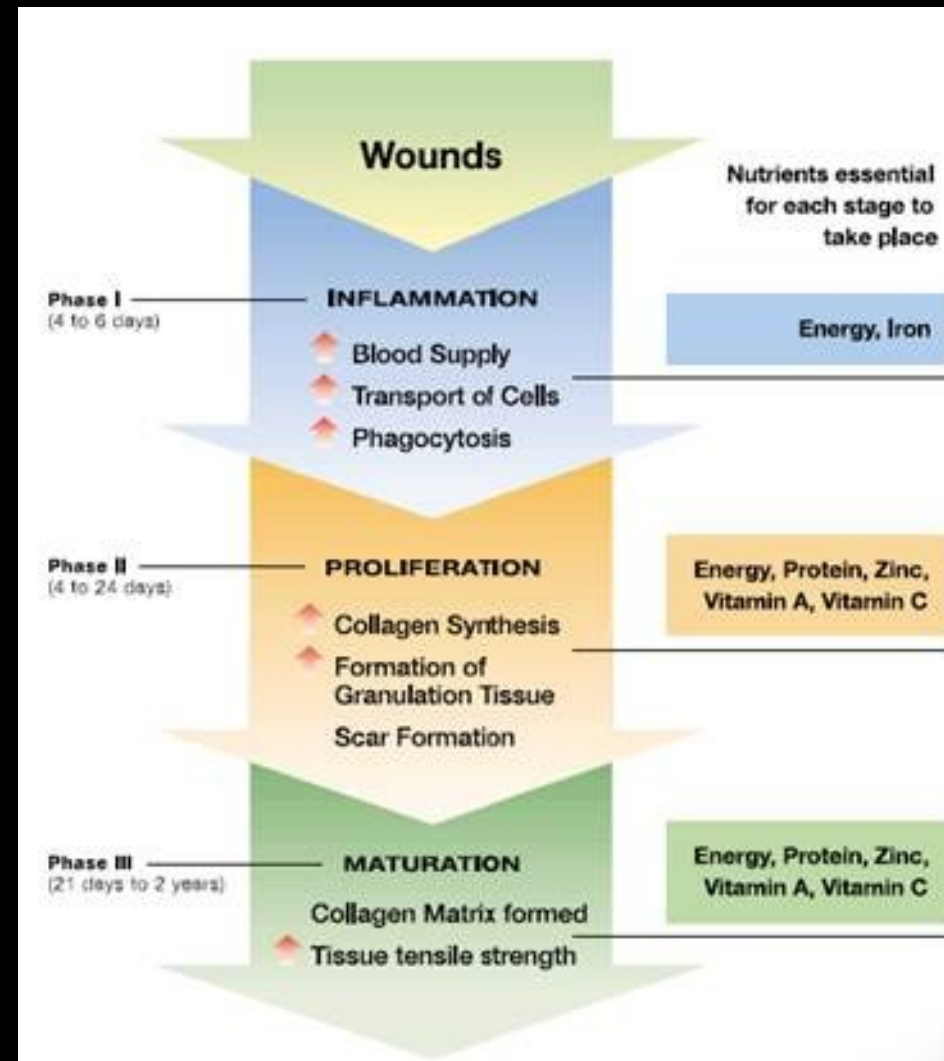 Wounds
Nutrients essential
for each stage to
take place
Phase I
(4 to 6 days)
INFLAMMATION
Blood Supply
Transport of Cells
Phagocytosis
Energy, Iron
Phase II
(4 to 24 days)
PROLIFERATION
Collagen Synthesis
Formation of
Granulation Tissue
Scar Formation
Energy, Protein, Zinc,
Vitamin A, Vitamin C
Phase III
(21 days to 2 years)
MATURATION
Collagen Matrix formed
Tissue tensile strength
Energy, Protein, Zinc,
Vitamin A, Vitamin C